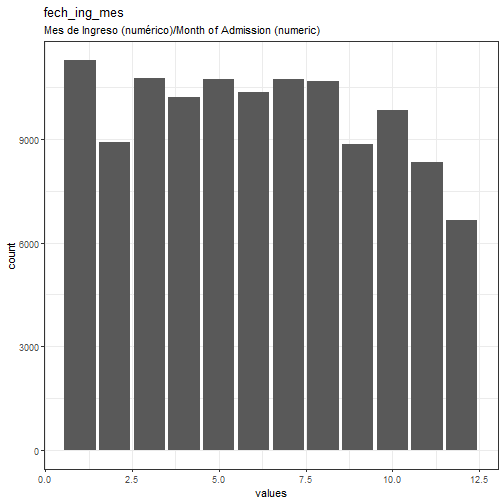 fech_ing_mes
Mes de Ingreso (numérico)/Month of Admission (numeric)
count
9000
6000
3000
0
0.0 2.5 5.0 7.5 10.0 12.5
values